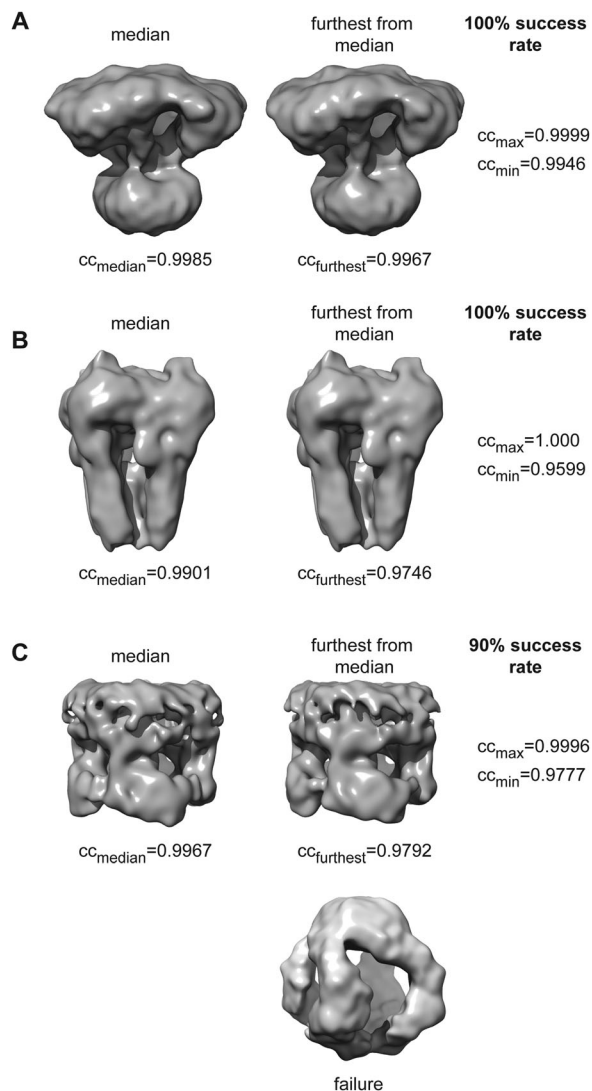 A
median
furthest from
median
100% success
rate
cc_max=0.9999
cc_min=0.9946
cc_median=0.9985
cc_furthest=0.9967
B
median
furthest from
median
100% success
rate
cc_max=1.000
cc_min=0.9599
cc_median=0.9901
cc_furthest=0.9746
C
median
furthest from
median
90% success
rate
cc_max=0.9996
cc_min=0.9777
cc_median=0.9967
cc_furthest=0.9792
failure